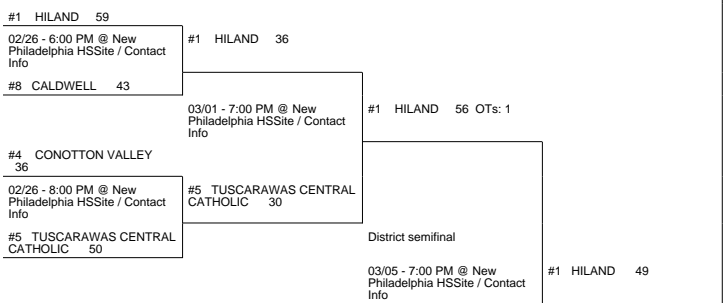 #1 HILAND 59
02/26 - 6:00 PM @ New
Philadelphia HSSite / Contact
Info
#1 HILAND 36
#8 CALDWELL 43
03/01 - 7:00 PM @ New
Philadelphia HSSite / Contact
Info
#1 HILAND 56 OTs: 1
#4 CONOTTON VALLEY
36
02/26 - 8:00 PM @ New
Philadelphia HSSite / Contact
Info
#5 TUSCARAWAS CENTRAL
CATHOLIC 30
#5 TUSCARAWAS CENTRAL
CATHOLIC 50
District semifinal
03/05 - 7:00 PM @ New
Philadelphia HSSite / Contact
Info
#1 HILAND 49